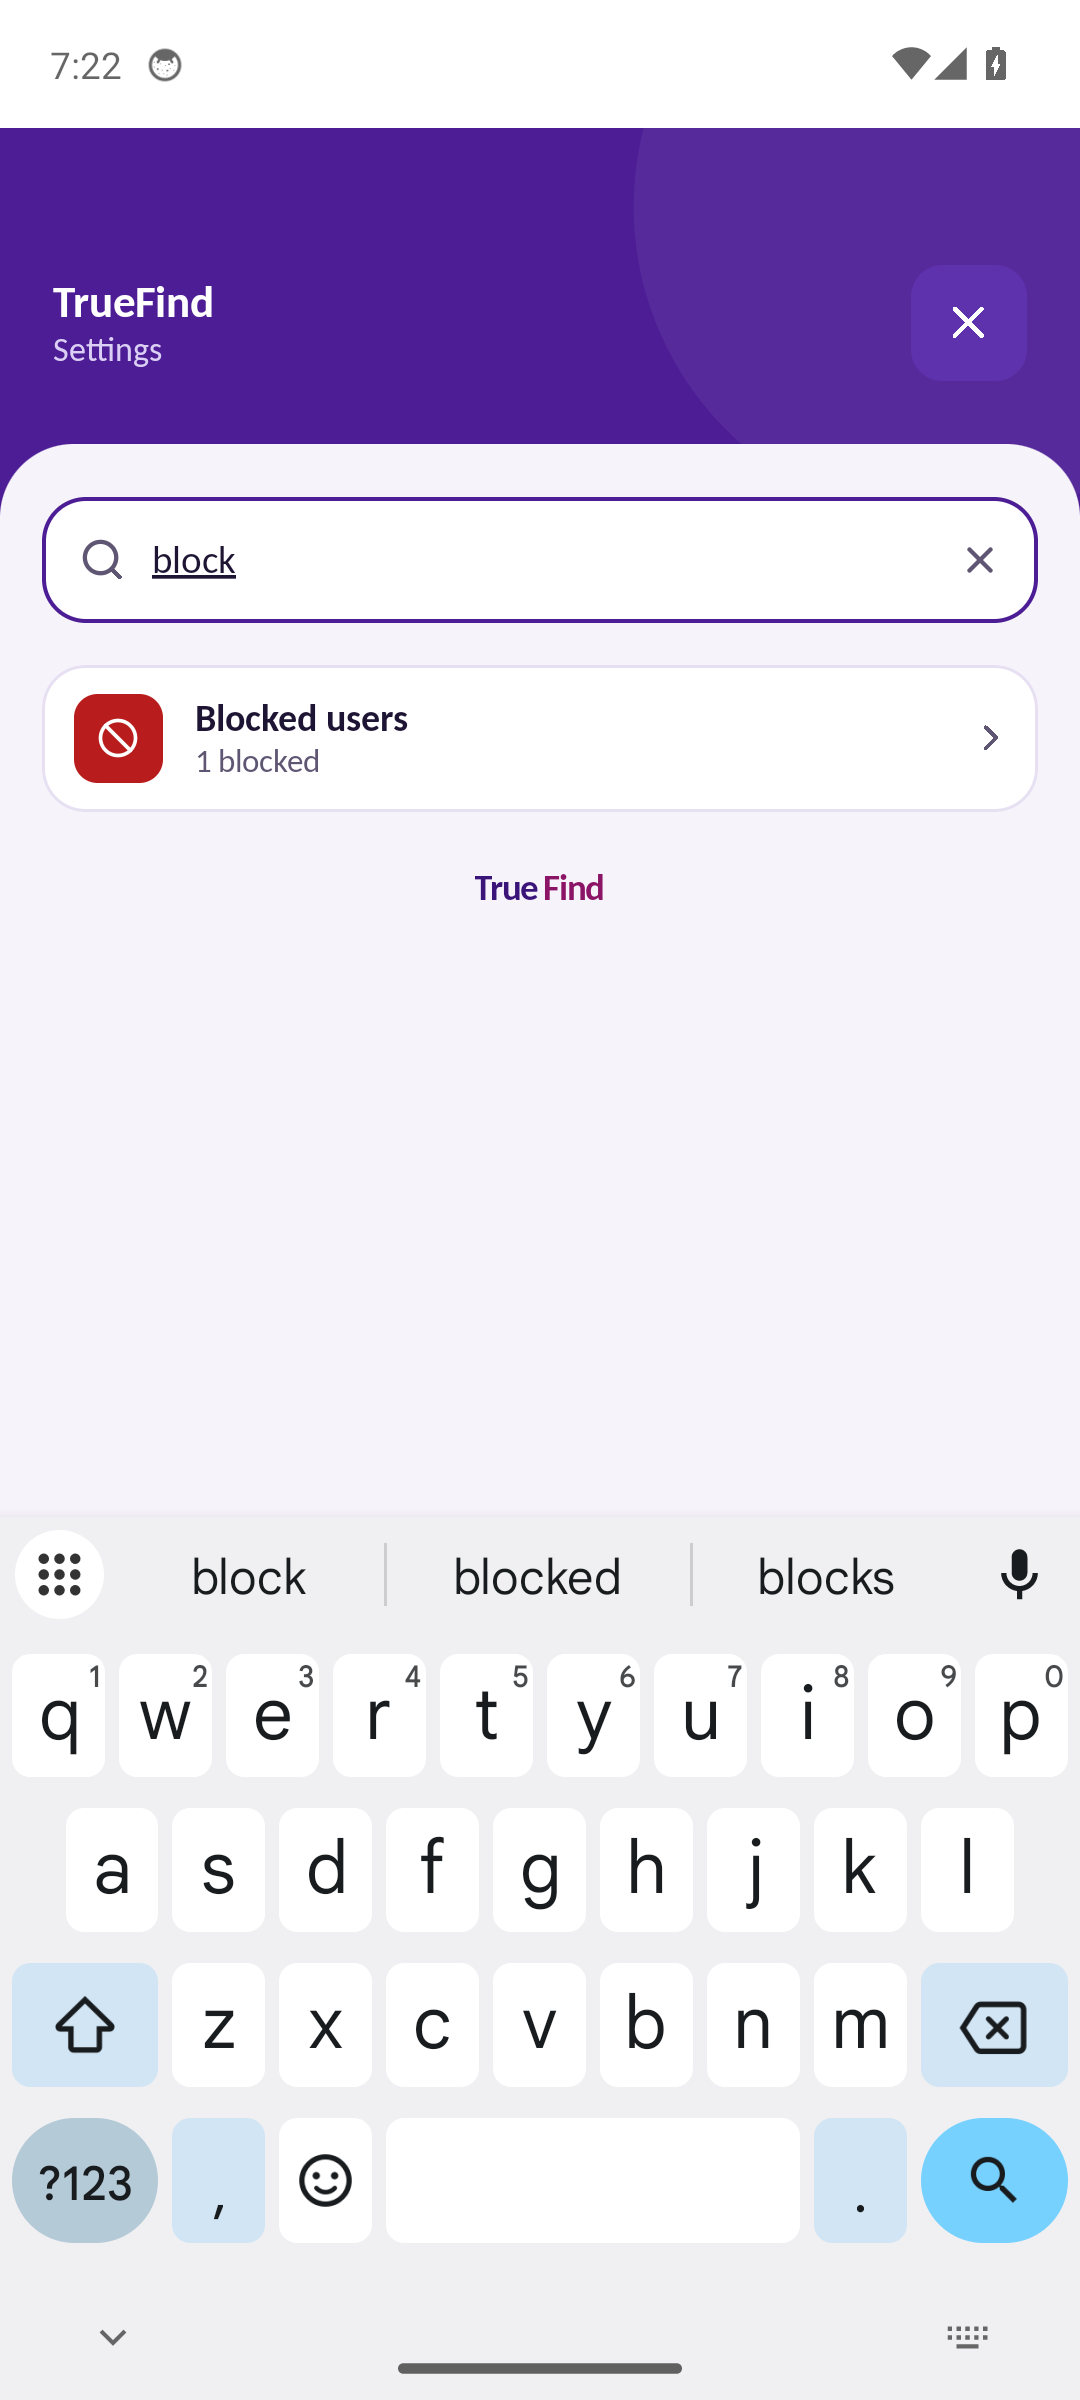 7:22
TrueFind
Settings
block
Blocked users
1 blocked
True Find
block blocked blocks
q 1 w 2 e 3 r 4 t 5 y 6 u 7 i 8 o 9 p 0
a s d f g h j k l
z x c v b n m
?123 , .